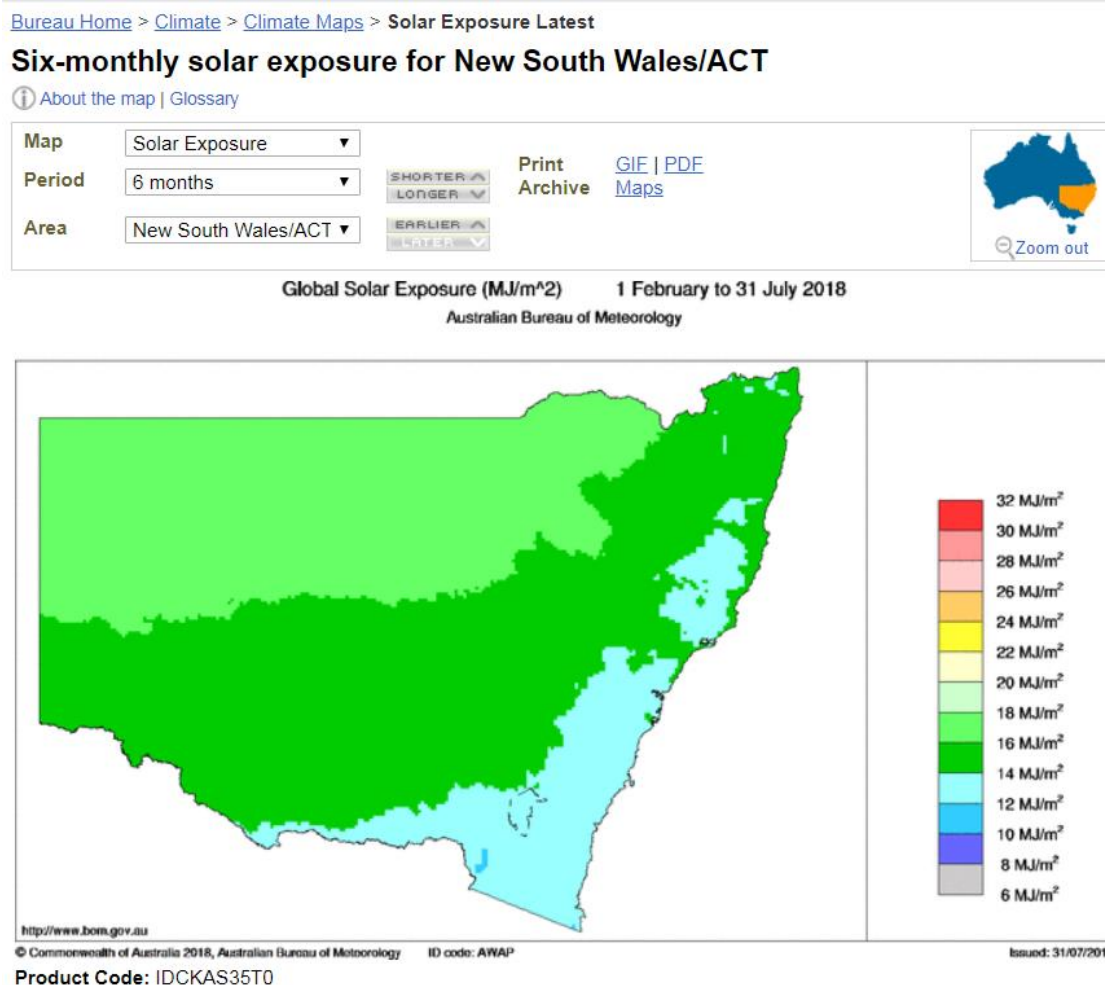 Bureau Home > Climate > Climate Maps > Solar Exposure Latest
Six-monthly solar exposure for New South Wales/ACT
About the map | Glossary
Map Solar Exposure
Period 6 months
SHORTER
LONGER
Print GIF | PDF
Archive Maps
Area New South Wales/ACT
EARLIER
LATER
Zoom out
Global Solar Exposure (MJ/m^2) 1 February to 31 July 2018
Australian Bureau of Meteorology
32 MJ/m²
30 MJ/m²
28 MJ/m²
26 MJ/m²
24 MJ/m²
22 MJ/m²
20 MJ/m²
18 MJ/m²
16 MJ/m²
14 MJ/m²
12 MJ/m²
10 MJ/m²
8 MJ/m²
6 MJ/m²
http://www.bom.gov.au
© Commonwealth of Australia 2018, Australian Bureau of Meteorology ID code: AWAP Issued: 31/07/201
Product Code: IDCKAS35T0